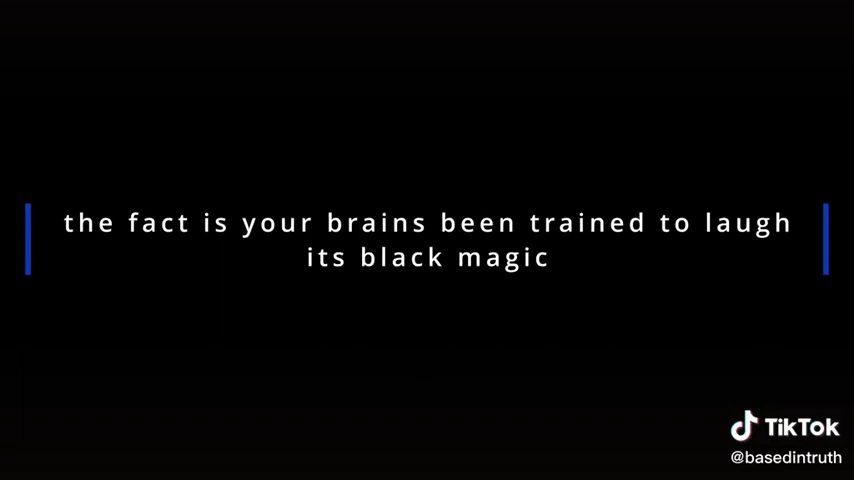 the fact is your brains been trained to laugh
its black magic
TikTok
@basedintruth